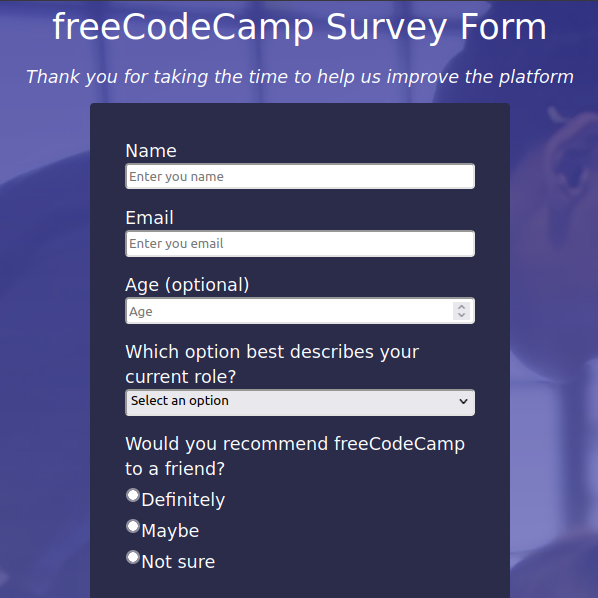 freeCodeCamp Survey Form
Thank you for taking the time to help us improve the platform
Name
Enter you name
Email
Enter you email
Age (optional)
Age
Which option best describes your
current role?
Select an option
Would you recommend freeCodeCamp
to a friend?
Definitely
Maybe
Not sure